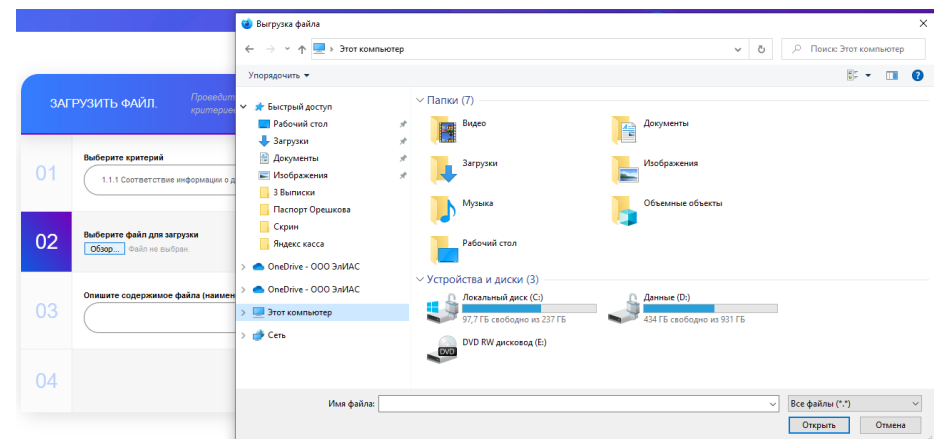 Выгрузка файла
Этот компьютер
Поиск: Этот компьютер
Упорядочить
ЗАГРУЗИТЬ ФАЙЛ.
01
Выберите критерий
1.1.1 Соответствие информации о д
02
Выберите файл для загрузки
Обзор... Файл не выбран.
03
Опишите содержимое файла (наимен
04
Быстрый доступ
Рабочий стол
Загрузки
Документы
Изображения
3 Выписки
Паспорт Орешкова
Скрин
Яндекс касса
OneDrive - ООО ЭлИАС
OneDrive - ООО ЭлИАС
Этот компьютер
Сеть
Папки (7)
Видео
Документы
Загрузки
Изображения
Музыка
Объемные объекты
Рабочий стол
Устройства и диски (3)
Локальный диск (C:)
97,7 ГБ свободно из 237 ГБ
Данные (D:)
434 ГБ свободно из 931 ГБ
DVD RW дисковод (E:)
DVD
Имя файла:
Все файлы (*.*)
Открыть
Отмена